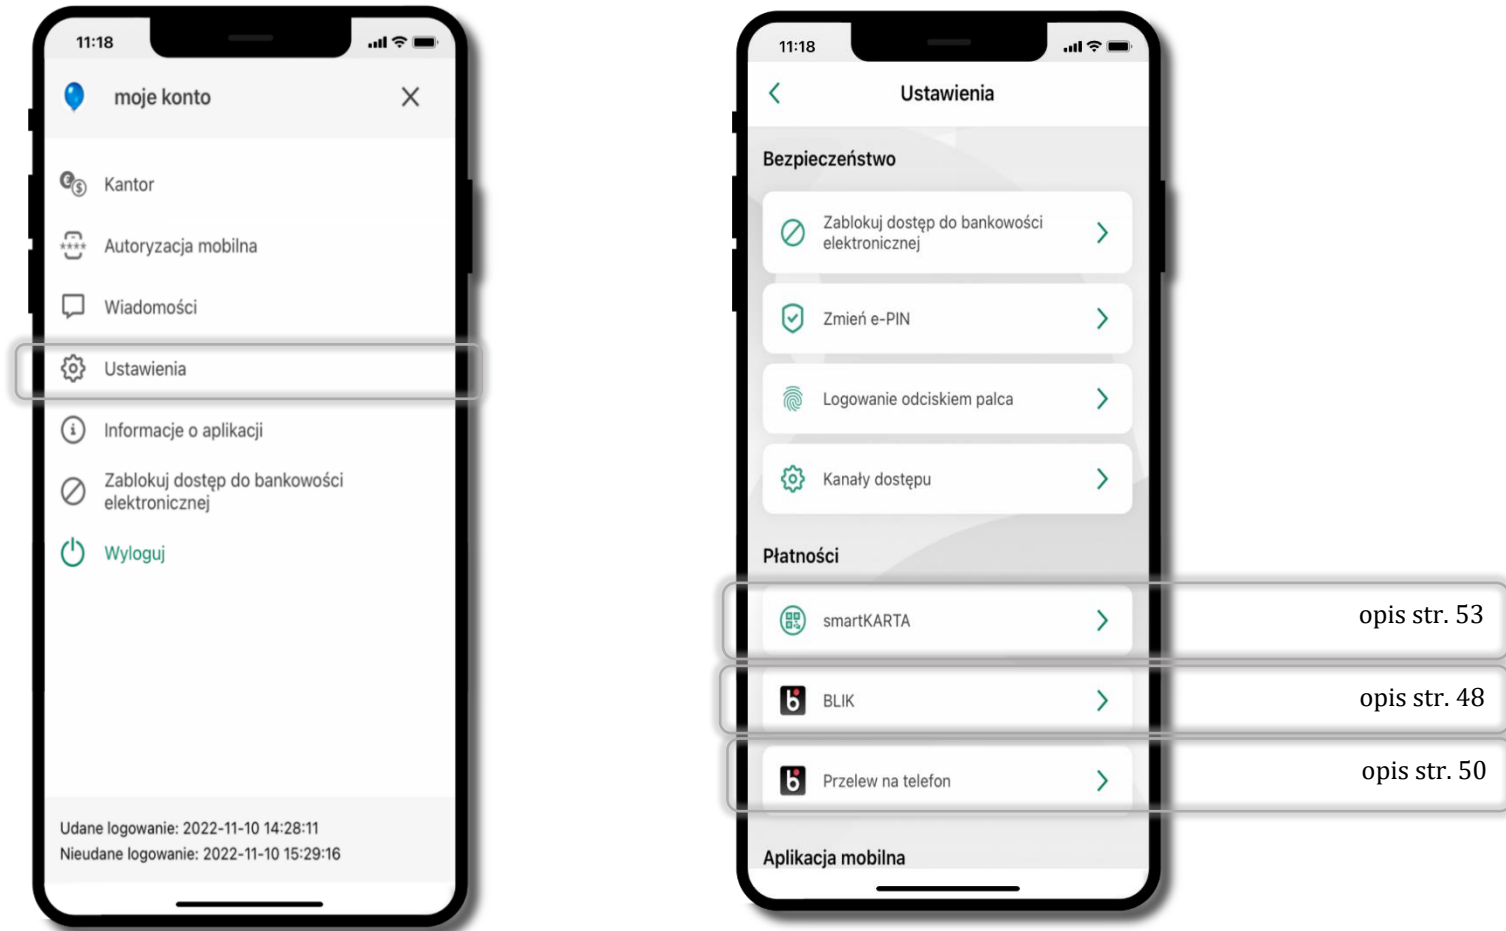 11:18
moje konto
Kantor
Autoryzacja mobilna
Wiadomości
Ustawienia
Informacje o aplikacji
Zablokuj dostęp do bankowości
elektronicznej
Wyloguj
Udane logowanie: 2022-11-10 14:28:11
Nieudane logowanie: 2022-11-10 15:29:16
11:18
Ustawienia
Bezpieczeństwo
Zablokuj dostęp do bankowości
elektronicznej
Zmień e-PIN
Logowanie odciskiem palca
Kanały dostępu
Płatności
smartKARTA
opis str. 53
BLIK
opis str. 48
Przelew na telefon
opis str. 50
Aplikacja mobilna